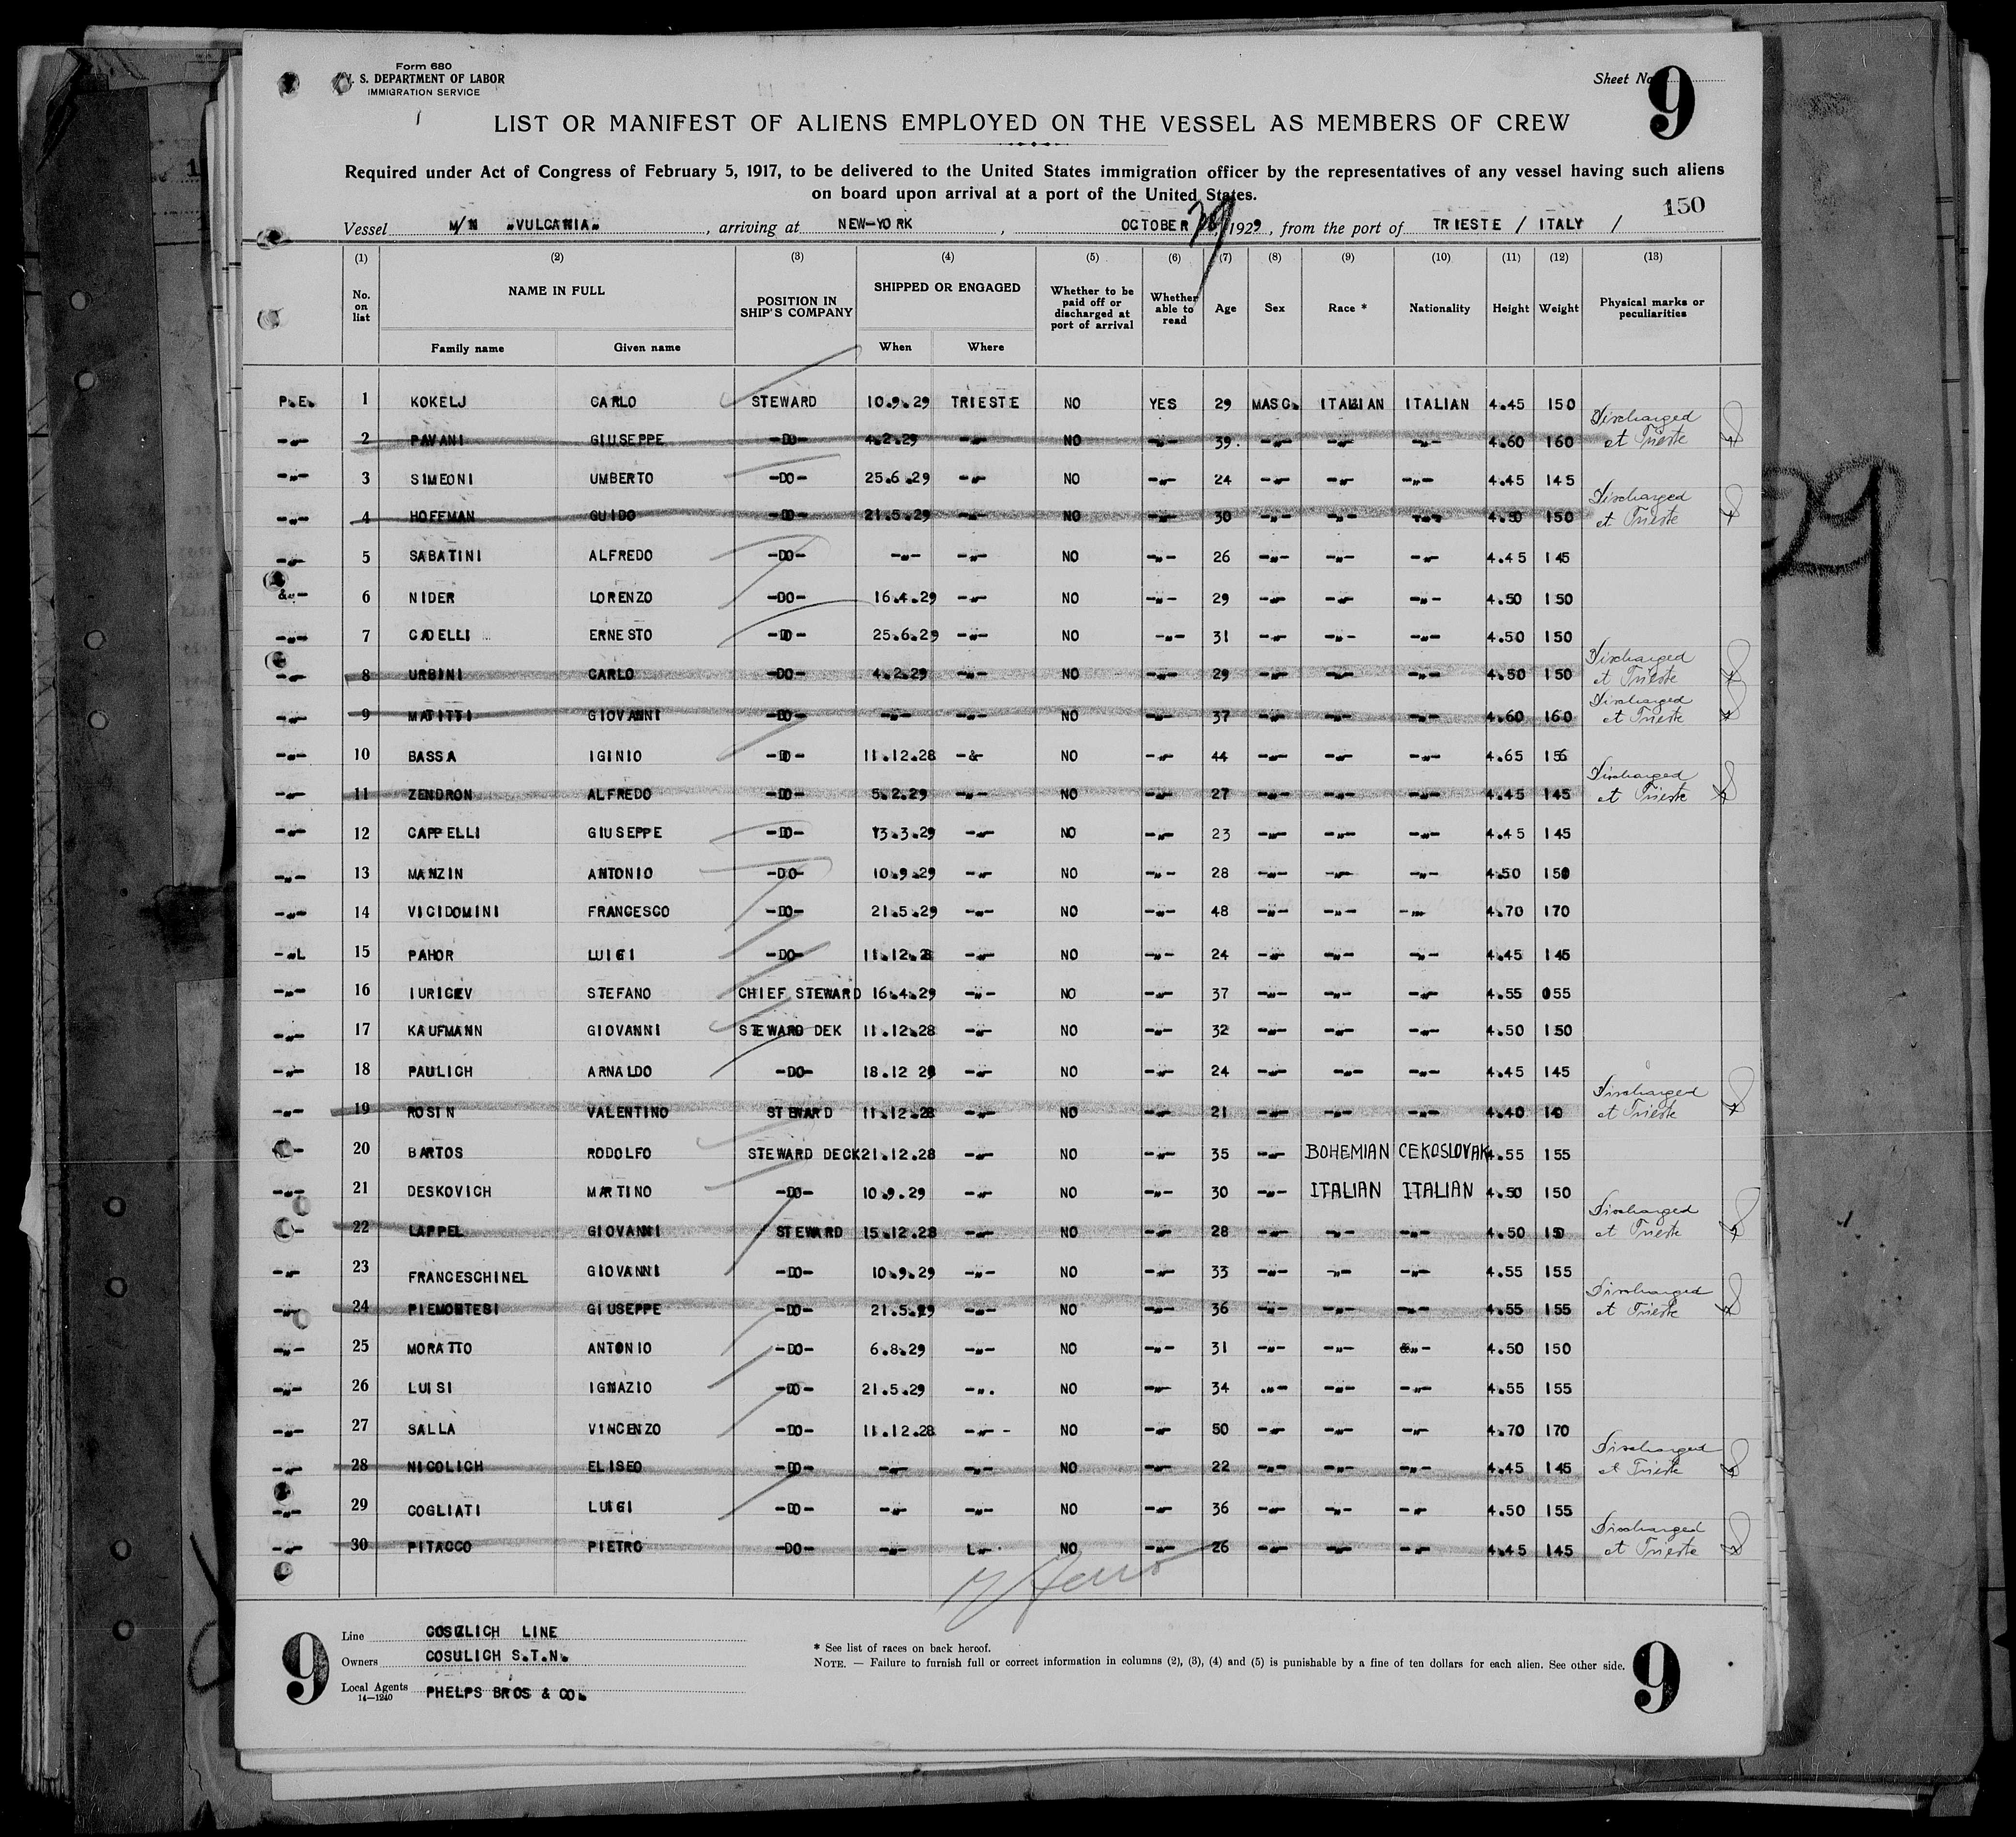 Form 680
U. S. DEPARTMENT OF LABOR
IMMIGRATION SERVICE
Sheet No. 9
LIST OR MANIFEST OF ALIENS EMPLOYED ON THE VESSEL AS MEMBERS OF CREW
Required under Act of Congress of February 5, 1917, to be delivered to the United States immigration officer by the representatives of any vessel having such aliens
on board upon arrival at a port of the United States.
150
Vessel M/N "VULCANIA", arriving at NEW-YORK, OCTOBER 29 1929, from the port of TRIESTE / ITALY /
(1) (2) (3) (4) (5) (6) (7) (8) (9) (10) (11) (12) (13)
No. on list NAME IN FULL POSITION IN SHIP'S COMPANY SHIPPED OR ENGAGED Whether to be paid off or discharged at port of arrival Whether able to read Age Sex Race * Nationality Height Weight Physical marks or peculiarities
Family name Given name When Where
P.E. 1 KOKELJ CARLO STEWARD 10.9.29 TRIESTE NO YES 29 MASC. ITALIAN ITALIAN 4.45 150
-"- 2 PAVANI GIUSEPPE -DO- 4.2.29 -"- NO -"- 39 -"- -"- -"- 4.60 160 Discharged at Trieste
-"- 3 SIMEONI UMBERTO -DO- 25.6.29 -"- NO -"- 24 -"- -"- -"- 4.45 145
-"- 4 HOFFMAN GUIDO -DO- 21.5.29 -"- NO -"- 30 -"- -"- -"- 4.50 150 Discharged at Trieste
-"- 5 SABATINI ALFREDO -DO- -"- -"- NO -"- 26 -"- -"- -"- 4.45 145
&"- 6 NIDER LORENZO -DO- 16.4.29 -"- NO -"- 29 -"- -"- -"- 4.50 150
-"- 7 CADELLI ERNESTO -DO- 25.6.29 -"- NO -"- 31 -"- -"- -"- 4.50 150
-"- 8 URBINI CARLO -DO- 4.2.29 -"- NO -"- 29 -"- -"- -"- 4.50 150 Discharged at Trieste
-"- 9 MATITTI GIOVANNI -DO- -"- -"- NO -"- 37 -"- -"- -"- 4.60 160 Discharged at Trieste
-"- 10 BASSA IGINIO -DO- 11.12.28 -&- NO -"- 44 -"- -"- -"- 4.65 156
-"- 11 ZENDRON ALFREDO -DO- 5.2.29 -"- NO -"- 27 -"- -"- -"- 4.45 145 Discharged at Trieste
-"- 12 CAPPELLI GIUSEPPE -DO- 13.3.29 -"- NO -"- 23 -"- -"- -"- 4.45 145
-"- 13 MANZIN ANTONIO -DO- 10.9.29 -"- NO -"- 28 -"- -"- -"- 4.50 150
-"- 14 VICIDOMINI FRANCESCO -DO- 21.5.29 -"- NO -"- 48 -"- -"- -"- 4.70 170
-"L 15 PAHOR LUIGI -DO- 11.12.28 -"- NO -"- 24 -"- -"- -"- 4.45 145
-"- 16 IURICEV STEFANO CHIEF STEWARD 16.4.29 -"- NO -"- 37 -"- -"- -"- 4.55 055
-"- 17 KAUFMANN GIOVANNI STEWARD DEK 11.12.28 -"- NO -"- 32 -"- -"- -"- 4.50 150
-"- 18 PAULICH ARNALDO -DO- 18.12 28 -"- NO -"- 24 -"- -"- -"- 4.45 145
-"- 19 ROSIN VALENTINO STEWARD 11.12.28 -"- NO -"- 21 -"- -"- -"- 4.40 140 Discharged at Trieste
-"- 20 BARTOS RODOLFO STEWARD DECK 21.12.28 -"- NO -"- 35 -"- BOHEMIAN CEKOSLOVAK 4.55 155
-"- 21 DESKOVICH MARTINO -DO- 10.9.29 -"- NO -"- 30 -"- ITALIAN ITALIAN 4.50 150
-"- 22 LAPPEL GIOVANNI STEWARD 15.12.28 -"- NO -"- 28 -"- -"- -"- 4.50 150 Discharged at Trieste
-"- 23 FRANCESCHINEL GIOVANNI -DO- 10.9.29 -"- NO -"- 33 -"- -"- -"- 4.55 155
-"- 24 PIEMONTESI GIUSEPPE -DO- 21.5.29 -"- NO -"- 36 -"- -"- -"- 4.55 155 Discharged at Trieste
-"- 25 MORATTO ANTONIO -DO- 6.8.29 -"- NO -"- 31 -"- -"- -"- 4.50 150
-"- 26 LUISI IGNAZIO -DO- 21.5.29 -". NO -"- 34 ."- -"- -"- 4.55 155
-"- 27 SALLA VINCENZO -DO- 11.12.28 -"- - NO -"- 50 -"- -"- -"- 4.70 170
-"- 28 NICOLICH ELISEO -DO- -"- -"- NO -"- 22 -"- -"- -"- 4.45 145 Discharged at Trieste
-"- 29 COGLIATI LUIGI -DO- -"- -"- NO -"- 36 -"- -"- -"- 4.50 155
-"- 30 PITACCO PIETRO -DO- -"- L"- NO -"- 26 -"- -"- -"- 4.45 145 Discharged at Trieste
9 Line COSULICH LINE
Owners COSULICH S.T.N.
Local Agents PHELPS BROS & CO.
14-1240
* See list of races on back hereof.
NOTE. — Failure to furnish full or correct information in columns (2), (3), (4) and (5) is punishable by a fine of ten dollars for each alien. See other side.
9
29